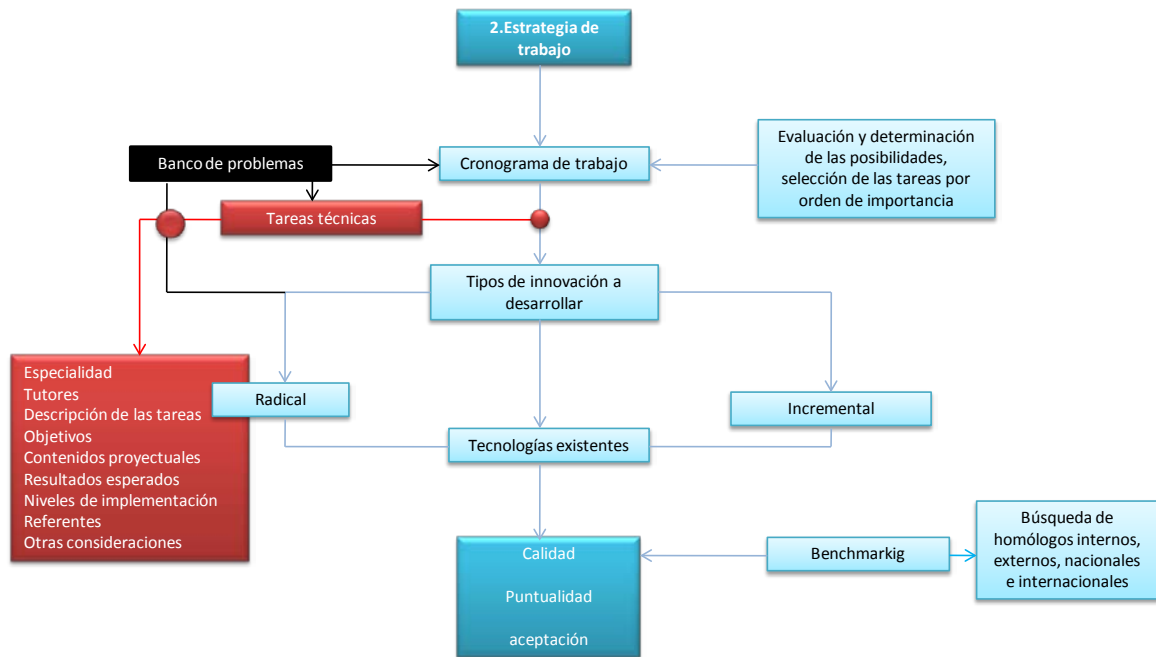 2.Estrategia de
trabajo
Banco de problemas
Cronograma de trabajo
Evaluación y determinación
de las posibilidades,
selección de las tareas por
orden de importancia
Tareas técnicas
Tipos de innovación a
desarrollar
Especialidad
Tutores
Descripción de las tareas
Objetivos
Contenidos proyectuales
Resultados esperados
Niveles de implementación
Referentes
Otras consideraciones
Radical
Incremental
Tecnologías existentes
Calidad
Puntualidad
aceptación
Benchmarkig
Búsqueda de
homólogos internos,
externos, nacionales
e internacionales